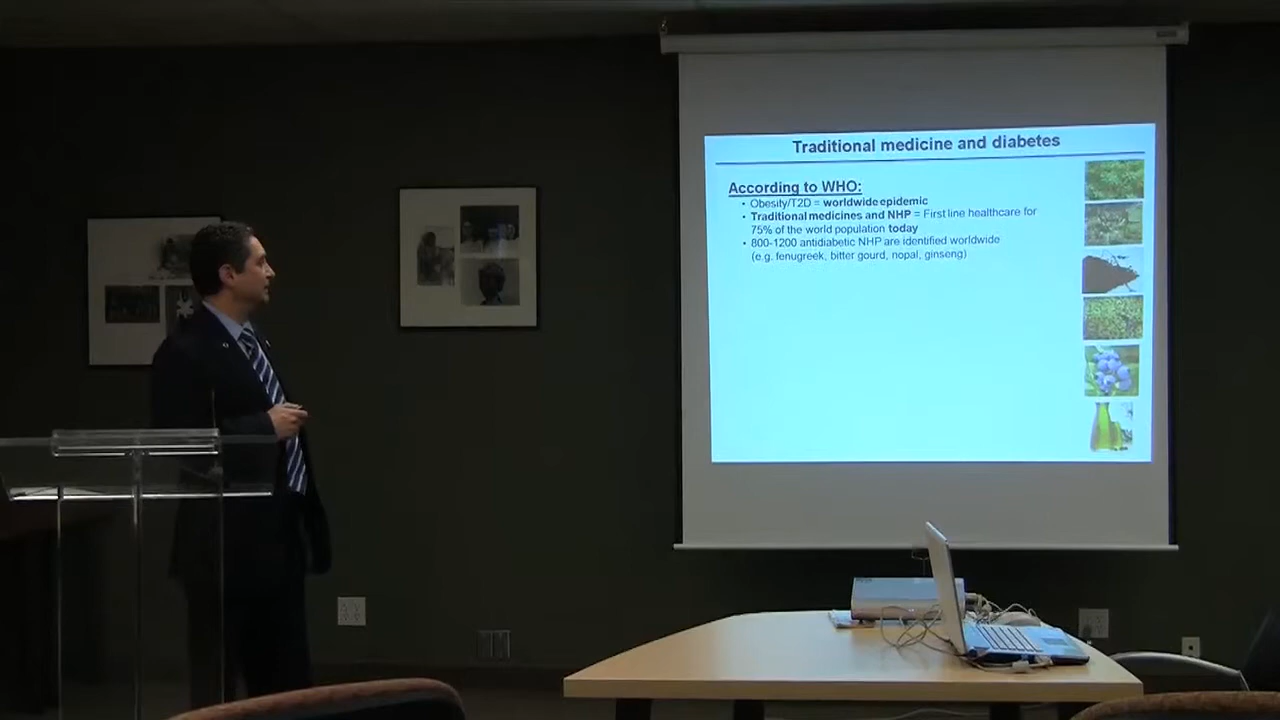 Traditional medicine and diabetes
According to WHO:
• Obesity/T2D = worldwide epidemic
• Traditional medicines and NHP = First line healthcare for
75% of the world population today
• 800-1200 antidiabetic NHP are identified worldwide
(e.g. fenugreek, bitter gourd, nopal, ginseng)